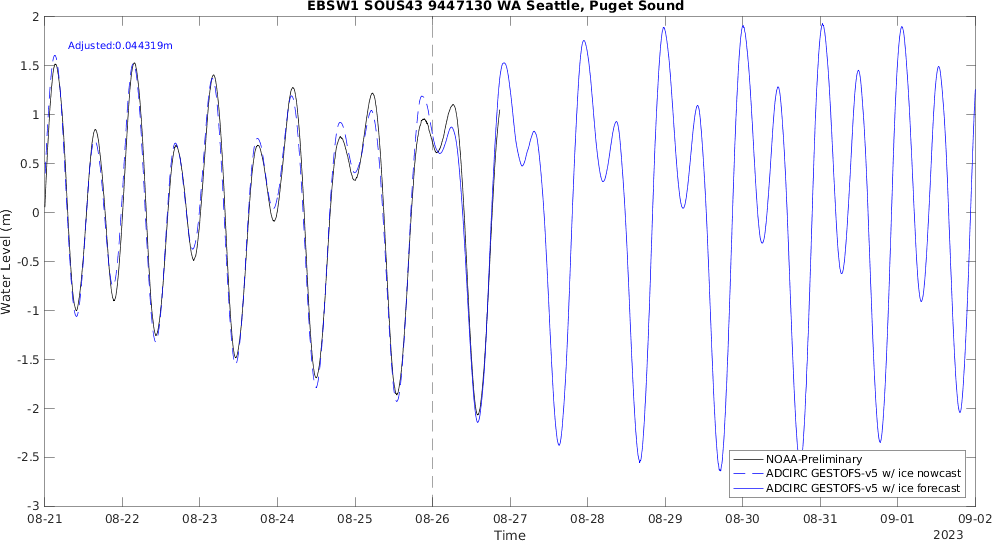 EBSW1 SOUS43 9447130 WA Seattle, Puget Sound
Adjusted:0.044319m
2
1.5
1
0.5
0
-0.5
-1
-1.5
-2
-2.5
-3
Water Level (m)
NOAA-Preliminary
ADCIRC GESTOFS-v5 w/ ice nowcast
ADCIRC GESTOFS-v5 w/ ice forecast
08-21 08-22 08-23 08-24 08-25 08-26 08-27 08-28 08-29 08-30 08-31 09-01 09-02
Time
2023